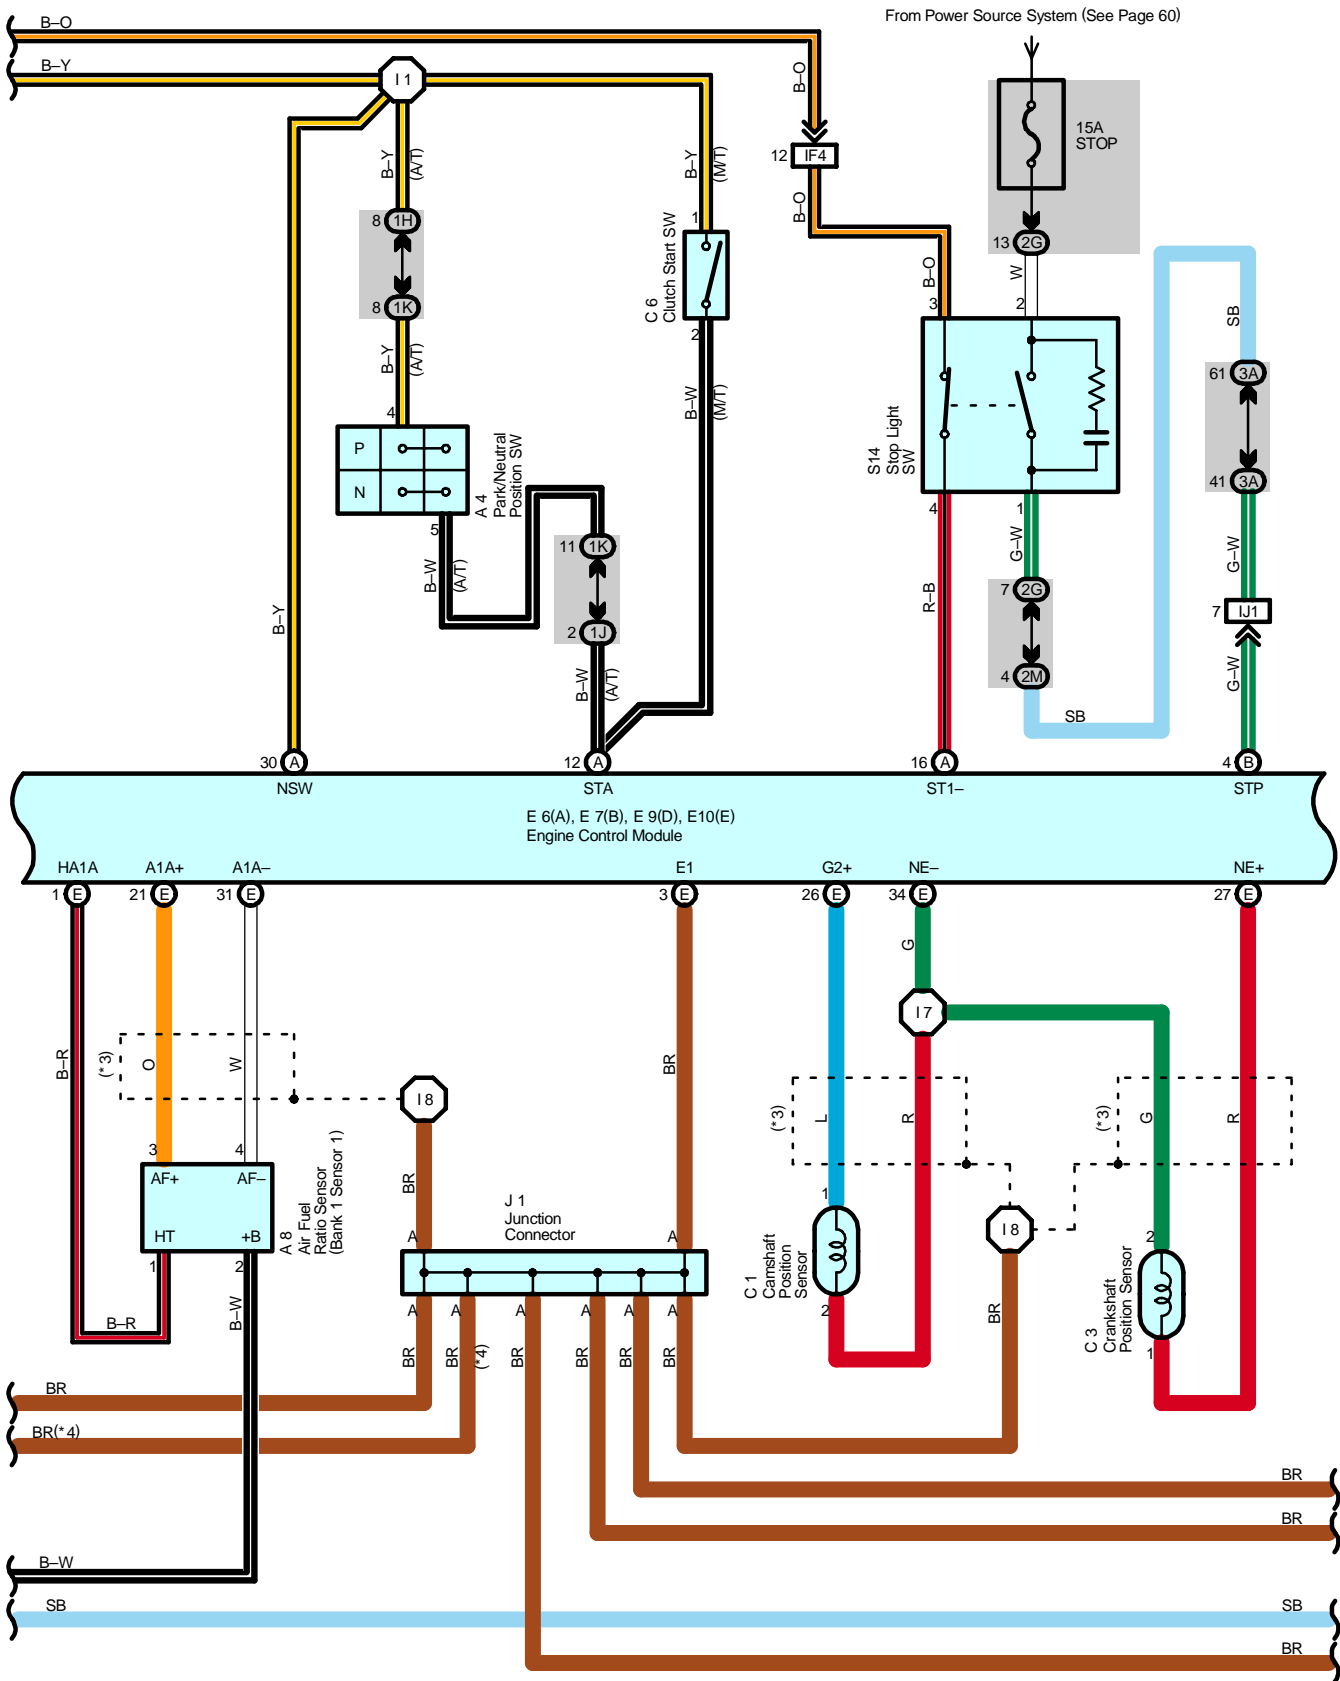 From Power Source System (See Page 60)
B–O
B–Y
I 1
B–O
12 IF4
B–O
15A
STOP
13 2G
B–Y
(A/T)
8 1H
8 1K
B–Y
(A/T)
B–Y
(M/T)
1
C 6
Clutch Start SW
2
B–W
(M/T)
B–O
3
W
2
SB
61 3A
41 3A
S14
Stop Light
SW
4
P
N
A 4
Park/Neutral
Position SW
5
B–W
(A/T)
11 1K
2 1J
B–W
(A/T)
B–Y
4
R–B
1
G–W
7 2G
4 2M
SB
G–W
7 IJ1
G–W
30 A
12 A
16 A
4 B
NSW
STA
ST1–
STP
E 6(A), E 7(B), E 9(D), E10(E)
Engine Control Module
HA1A
A1A+
A1A–
E1
G2+
NE–
NE+
1 E
21 E
31 E
3 E
26 E
34 E
27 E
G
I 7
B–R
(*3)
O
W
I 8
BR
BR
(*3)
L
R
(*3)
G
R
3
4
AF+
AF–
HT
+B
A 8
Air Fuel
Ratio Sensor
(Bank 1 Sensor 1)
1
2
B–R
B–W
J 1
Junction
Connector
A
A
A
A
A
A
A
A
BR
BR
(*4)
BR
BR
BR
BR
1
C 1
Camshaft
Position
Sensor
2
I 8
BR
2
C 3
Crankshaft
Position Sensor
1
BR
BR(*4)
BR
BR
B–W
SB
SB
BR